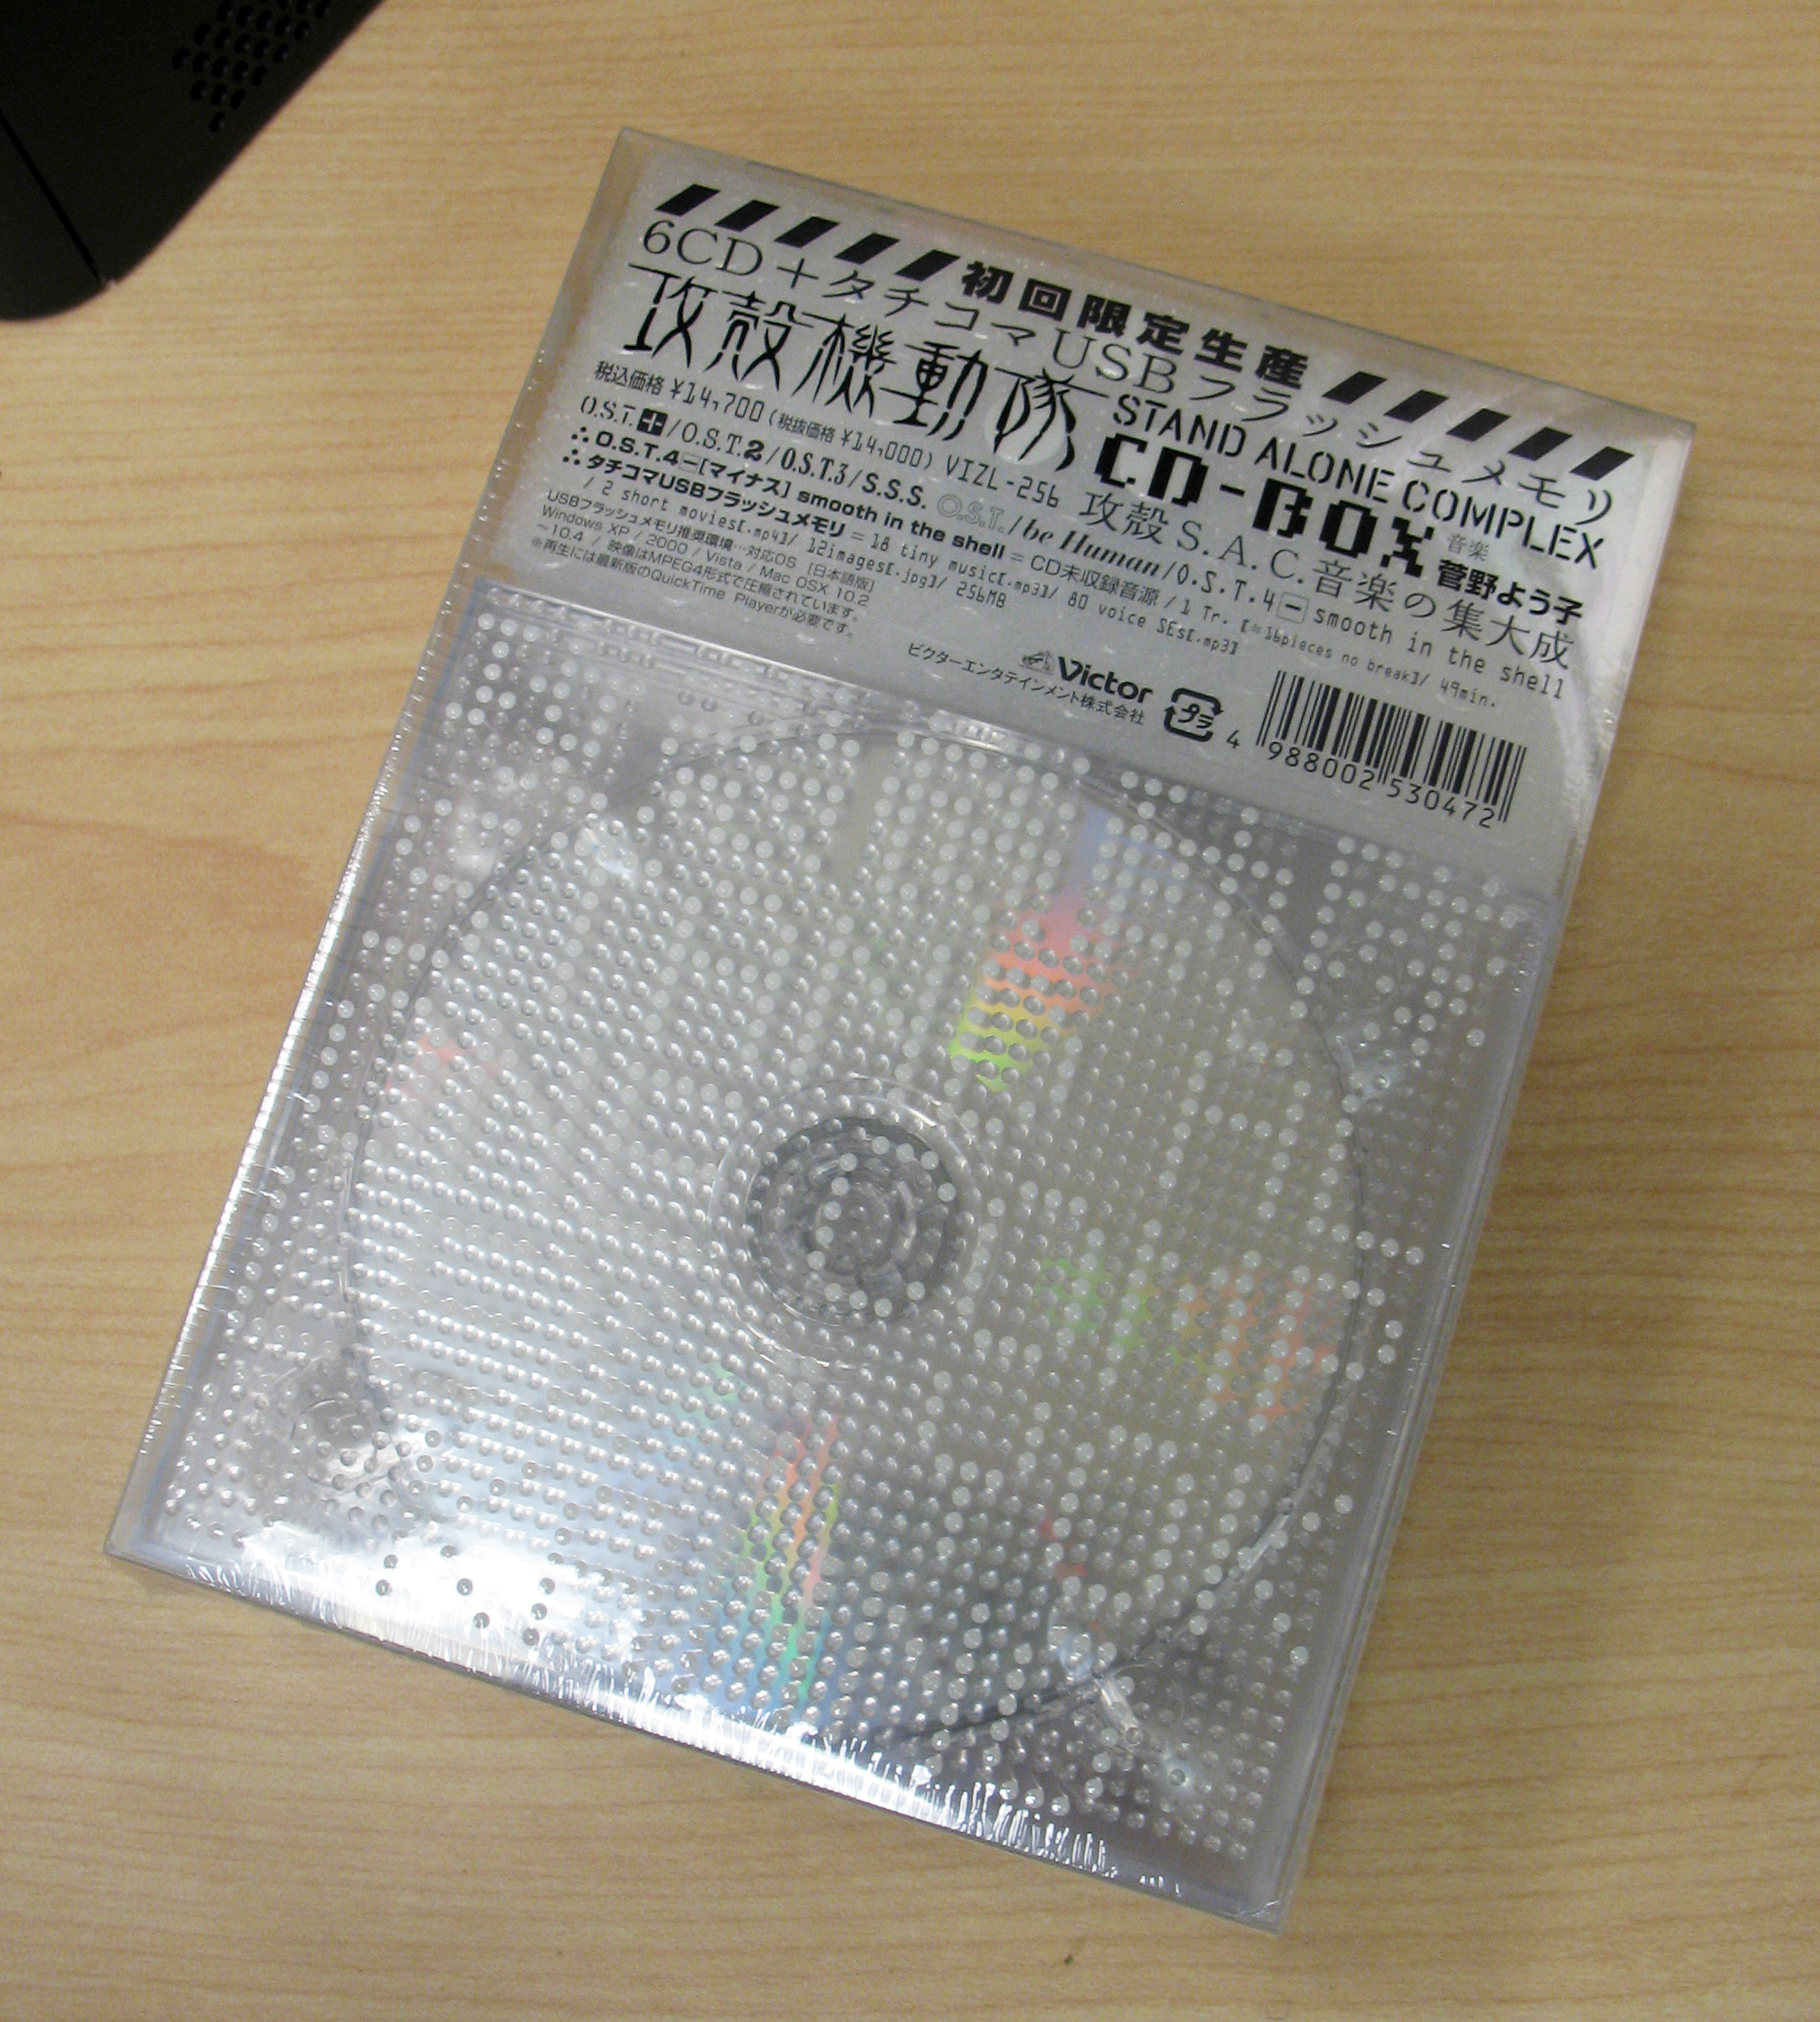 初回限定生産
6CD+タチコマUSBフラッシュメモリ
攻殻機動隊 STAND ALONE COMPLEX
CD-BOX 音楽 菅野よう子
税込価格 ¥14,700(税抜価格 ¥14,000) VIZL-256 攻殻S.A.C.音楽の集大成
O.S.T.+/O.S.T.2/O.S.T.3/S.S.S. O.S.T./be Human/O.S.T.4− smooth in the shell
∴O.S.T.4−[マイナス] smooth in the shell = CD未収録音源 / 1 Tr. [≈16pieces no break]/ 49min.
∴タチコマUSBフラッシュメモリ = 18 tiny music[.mp3]/ 80 voice SEs[.mp3]
/ 2 short movies[.mp4]/ 12images[.jpg]/ 256MB
USBフラッシュメモリ推奨環境…対応OS [日本語版]
Windows XP / 2000 / Vista / Mac OSX 10.2
～10.4 / 映像はMPEG4形式で圧縮されています。
※再生には最新版のQuickTime Playerが必要です。
Victor
ビクターエンタテインメント株式会社
プラ
4 988002 530472